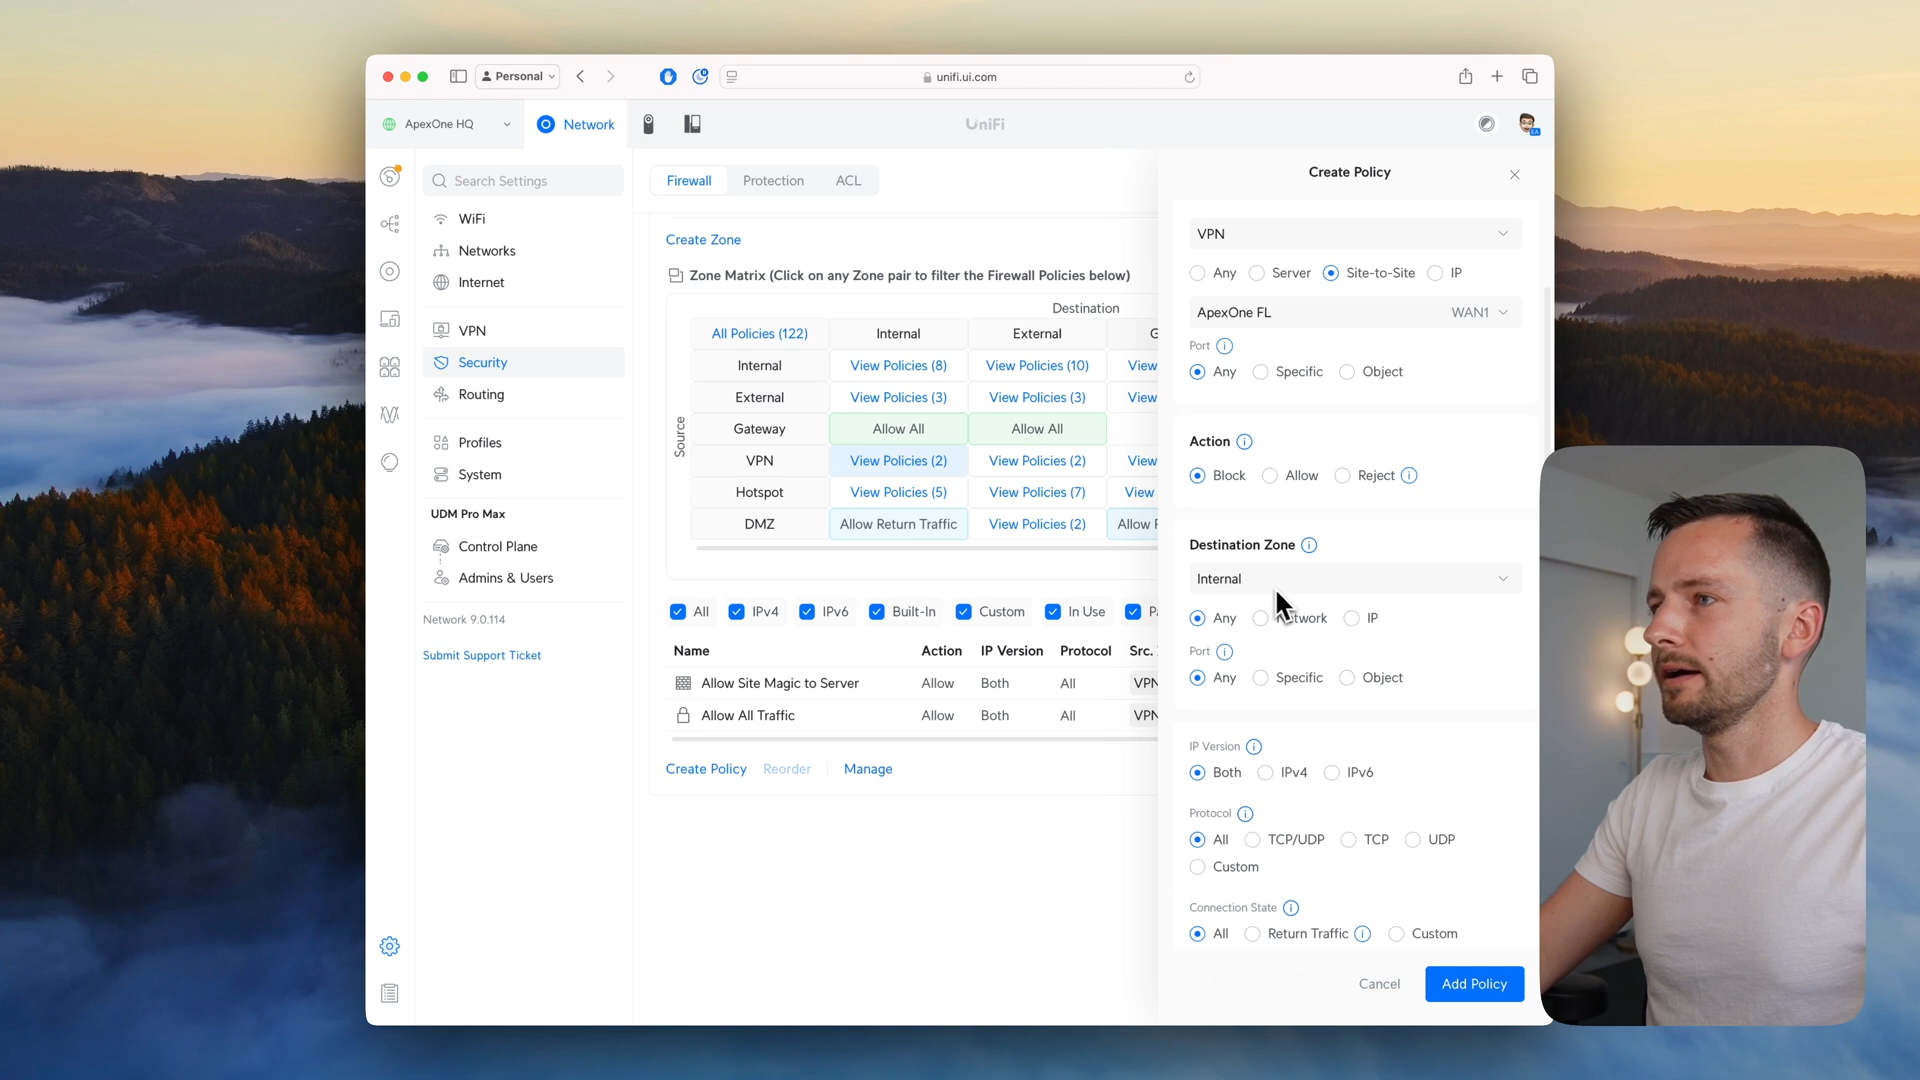 Personal
unifi.ui.com
ApexOne HQ
Network
UniFi
EA
Search Settings
WiFi
Networks
Internet
VPN
Security
Routing
Profiles
System
UDM Pro Max
Control Plane
Admins & Users
Network 9.0.114
Submit Support Ticket
Firewall Protection ACL
Create Zone
Zone Matrix (Click on any Zone pair to filter the Firewall Policies below)
Destination
Source
All Policies (122) Internal External G
Internal View Policies (8) View Policies (10) View
External View Policies (3) View Policies (3) View
Gateway Allow All Allow All
VPN View Policies (2) View Policies (2) View
Hotspot View Policies (5) View Policies (7) View
DMZ Allow Return Traffic View Policies (2) Allow
All IPv4 IPv6 Built-In Custom In Use
Name Action IP Version Protocol Src.
Allow Site Magic to Server Allow Both All VPN
Allow All Traffic Allow Both All VPN
Create Policy Reorder Manage
Create Policy
VPN
Any Server Site-to-Site IP
ApexOne FL WAN1
Port
Any Specific Object
Action
Block Allow Reject
Destination Zone
Internal
Any twork IP
Port
Any Specific Object
IP Version
Both IPv4 IPv6
Protocol
All TCP/UDP TCP UDP
Custom
Connection State
All Return Traffic Custom
Cancel Add Policy